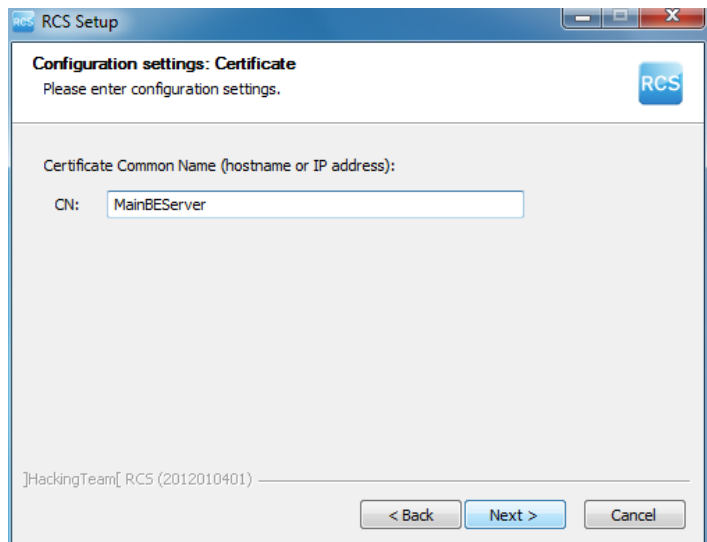 RCS RCS Setup
Configuration settings: Certificate
Please enter configuration settings.
RCS
Certificate Common Name (hostname or IP address):
CN: MainBEServer
]HackingTeam[ RCS (2012010401)
< Back Next > Cancel